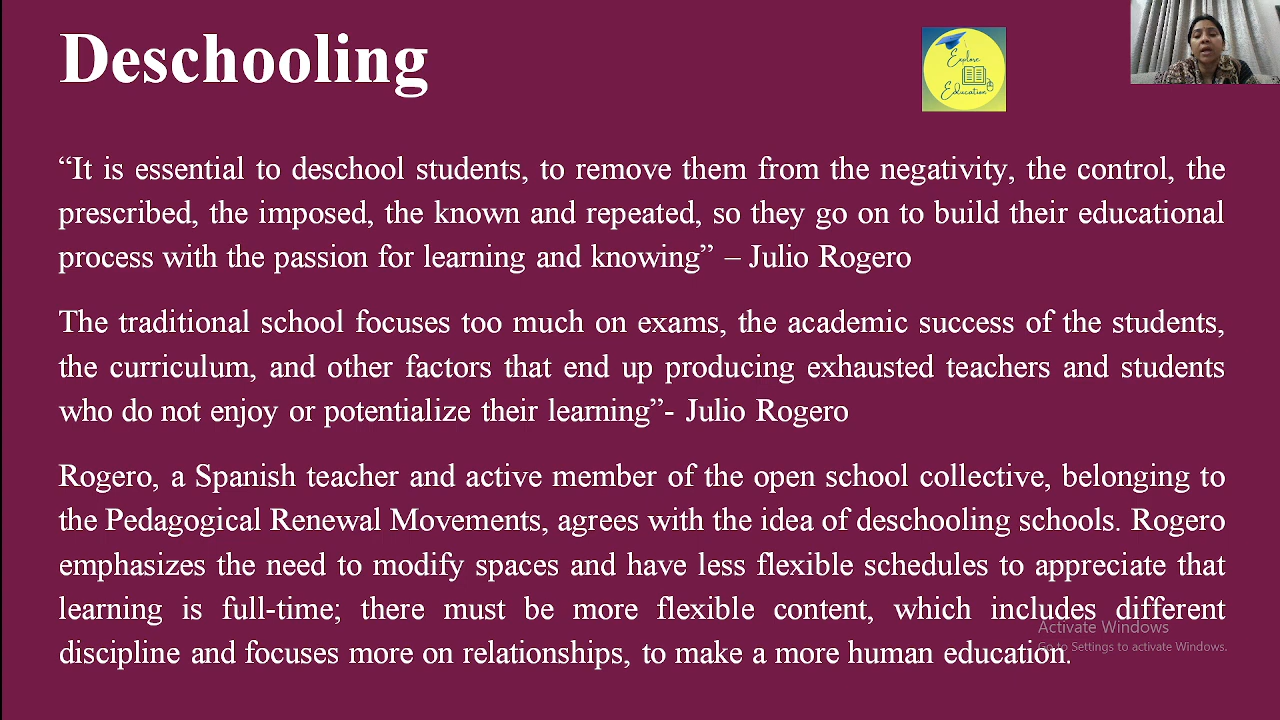 Deschooling
Explore
Education
“It is essential to deschool students, to remove them from the negativity, the control, the
prescribed, the imposed, the known and repeated, so they go on to build their educational
process with the passion for learning and knowing” – Julio Rogero
The traditional school focuses too much on exams, the academic success of the students,
the curriculum, and other factors that end up producing exhausted teachers and students
who do not enjoy or potentialize their learning”- Julio Rogero
Rogero, a Spanish teacher and active member of the open school collective, belonging to
the Pedagogical Renewal Movements, agrees with the idea of deschooling schools. Rogero
emphasizes the need to modify spaces and have less flexible schedules to appreciate that
learning is full-time; there must be more flexible content, which includes different
discipline and focuses more on relationships, to make a more human education.
Activate Windows
Go to Settings to activate Windows.